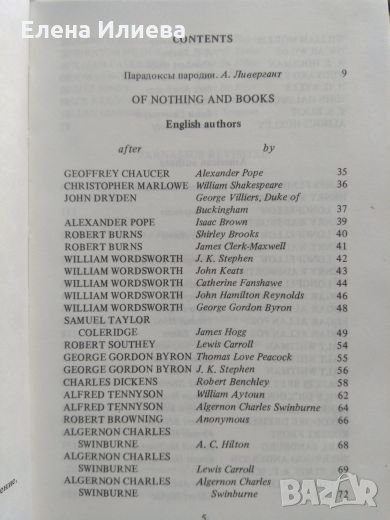 Елена Илиева
CONTENTS
Парадоксы пародии. А. Ливергант 9
OF NOTHING AND BOOKS
English authors
after by
GEOFFREY CHAUCER Alexander Pope 35
CHRISTOPHER MARLOWE William Shakespeare 36
JOHN DRYDEN George Villiers, Duke of
Buckingham 37
ALEXANDER POPE Isaac Brown 39
ROBERT BURNS Shirley Brooks 40
ROBERT BURNS James Clerk-Maxwell 41
WILLIAM WORDSWORTH J. K. Stephen 42
WILLIAM WORDSWORTH John Keats 43
WILLIAM WORDSWORTH Catherine Fanshawe 44
WILLIAM WORDSWORTH John Hamilton Reynolds 46
WILLIAM WORDSWORTH George Gordon Byron 48
SAMUEL TAYLOR
COLERIDGE James Hogg 49
ROBERT SOUTHEY Lewis Carroll 54
GEORGE GORDON BYRON Thomas Love Peacock 55
GEORGE GORDON BYRON J. K. Stephen 56
CHARLES DICKENS Robert Benchley 58
ALFRED TENNYSON William Aytoun 62
ALFRED TENNYSON Algernon Charles Swinburne 64
ROBERT BROWNING Anonymous 66
ALGERNON CHARLES
SWINBURNE A. C. Hilton 68
ALGERNON CHARLES
SWINBURNE Lewis Carroll 69
ALGERNON CHARLES Algernon Charles
SWINBURNE Swinburne 72
5
bazar